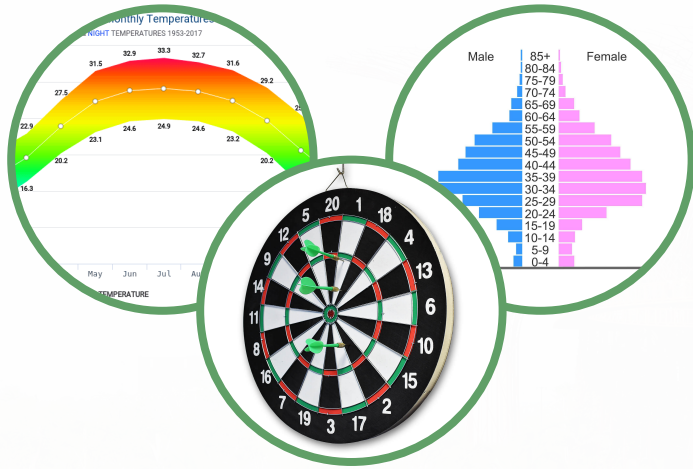 Monthly Temperatures
NIGHT TEMPERATURES 1953-2017
31.5 32.9 33.3 32.7 31.6
29.2
27.5
22.9
23.1 24.6 24.9 24.6 23.2
20.2 20.2
16.3
May Jun Jul
TEMPERATURE
Male 85+ Female
80-84
75-79
70-74
65-69
60-64
55-59
50-54
45-49
40-44
35-39
30-34
25-29
20-24
15-19
10-14
5-9
0-4
20 1 18 4 13 6 10 15 2 17 3 19 7 16 8 11 14 9 12 5